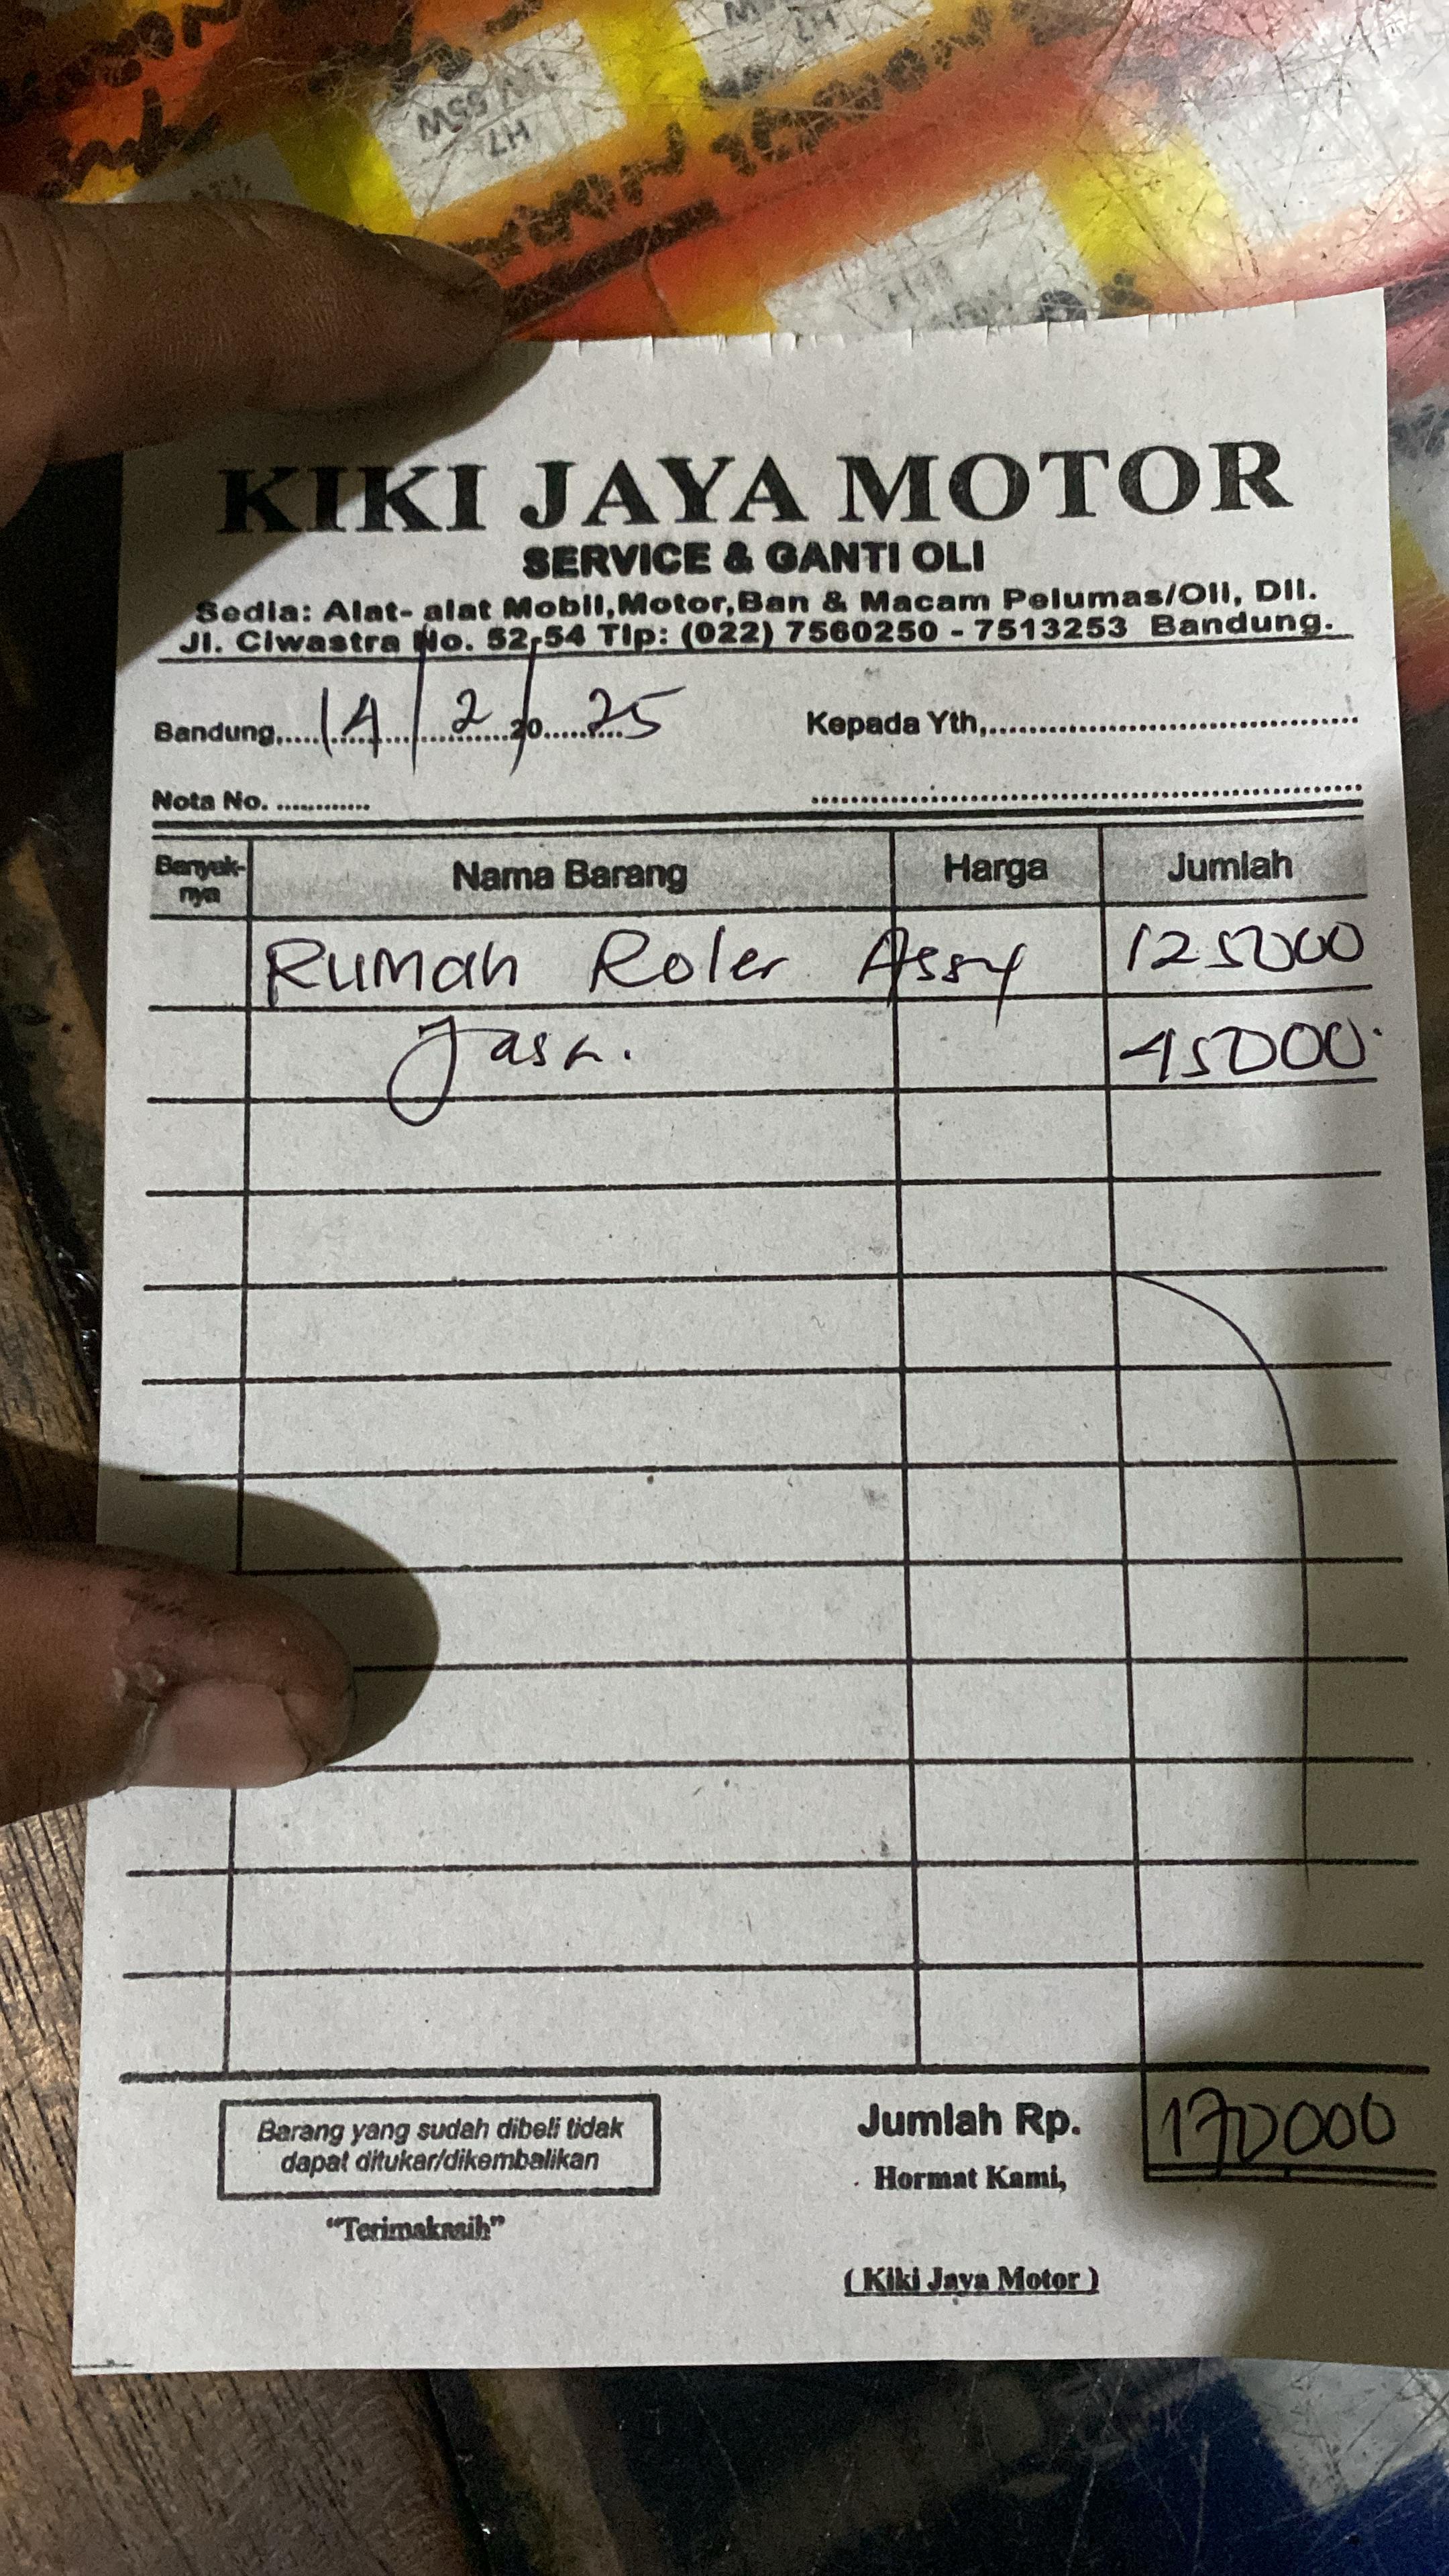 H7
KIKI JAYA MOTOR
SERVICE & GANTI OLI
Sedia: Alat- alat Mobil,Motor,Ban & Macam Pelumas/Oli, Dll.
Jl. Ciwastra No. 52-54 Tlp: (022) 7560250 - 7513253 Bandung.
Bandung,....14/2/20....25 Kepada Yth,....
Nota No. ............
Banyak-nya Nama Barang Harga Jumlah
Rumah Roler Assy 125000
Jasa. 45000.
Barang yang sudah dibeli tidak
dapat ditukar/dikembalikan
"Terimakasih"
Jumlah Rp. 170000
Hormat Kami,
( Kiki Jaya Motor )